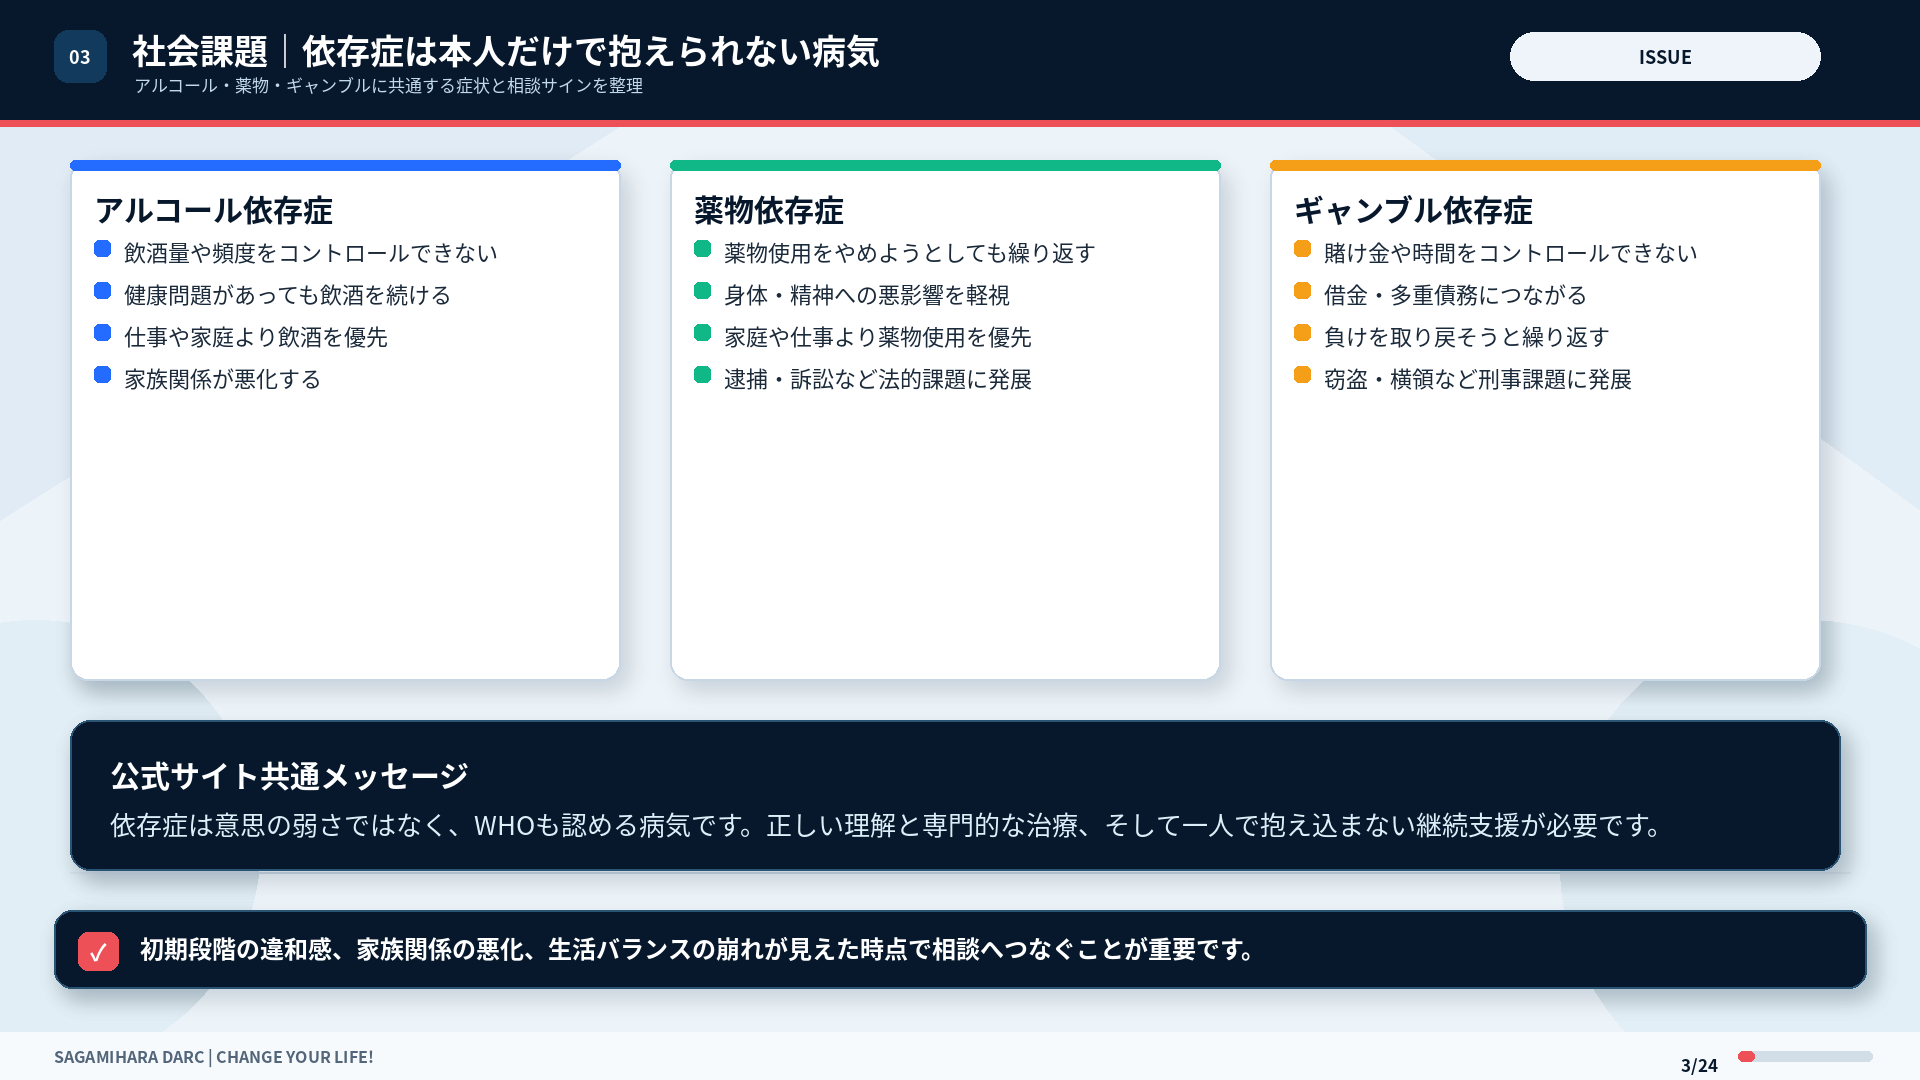 03
社会課題｜依存症は本人だけで抱えられない病気
アルコール・薬物・ギャンブルに共通する症状と相談サインを整理
ISSUE
アルコール依存症
飲酒量や頻度をコントロールできない
健康問題があっても飲酒を続ける
仕事や家庭より飲酒を優先
家族関係が悪化する
薬物依存症
薬物使用をやめようとしても繰り返す
身体・精神への悪影響を軽視
家庭や仕事より薬物使用を優先
逮捕・訴訟など法的課題に発展
ギャンブル依存症
賭け金や時間をコントロールできない
借金・多重債務につながる
負けを取り戻そうと繰り返す
窃盗・横領など刑事課題に発展
公式サイト共通メッセージ
依存症は意思の弱さではなく、WHOも認める病気です。正しい理解と専門的な治療、そして一人で抱え込まない継続支援が必要です。
✓ 初期段階の違和感、家族関係の悪化、生活バランスの崩れが見えた時点で相談へつなぐことが重要です。
SAGAMIHARA DARC | CHANGE YOUR LIFE!
3/24